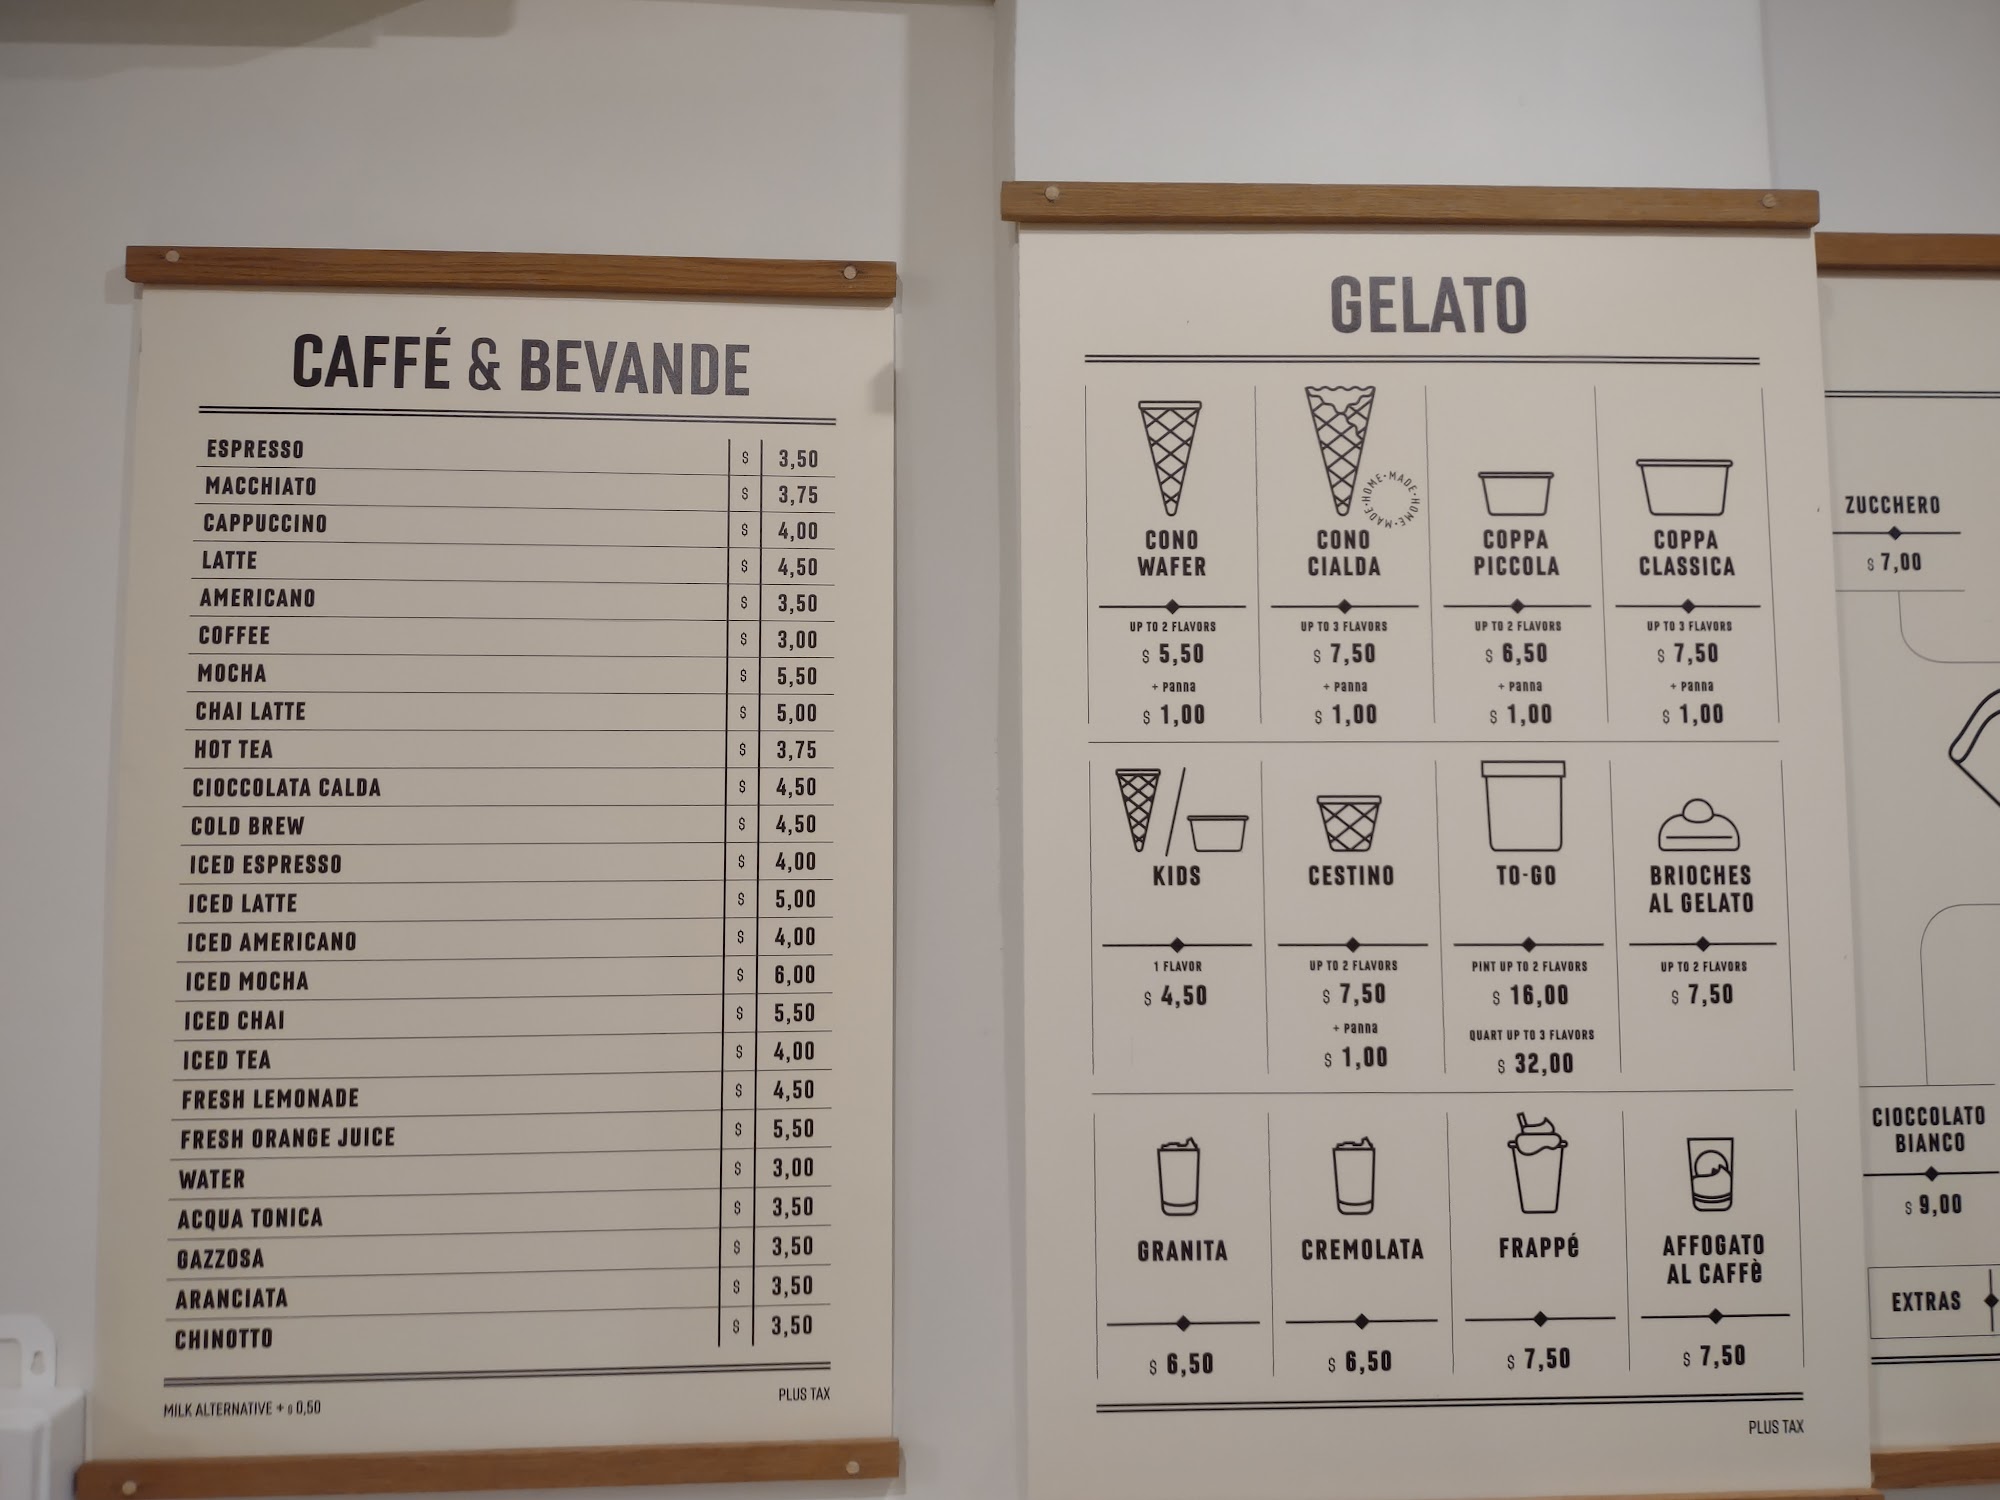 CAFFÉ & BEVANDE
ESPRESSO $ 3,50
MACCHIATO $ 3,75
CAPPUCCINO $ 4,00
LATTE $ 4,50
AMERICANO $ 3,50
COFFEE $ 3,00
MOCHA $ 5,50
CHAI LATTE $ 5,00
HOT TEA $ 3,75
CIOCCOLATA CALDA $ 4,50
COLD BREW $ 4,50
ICED ESPRESSO $ 4,00
ICED LATTE $ 5,00
ICED AMERICANO $ 4,00
ICED MOCHA $ 6,00
ICED CHAI $ 5,50
ICED TEA $ 4,00
FRESH LEMONADE $ 4,50
FRESH ORANGE JUICE $ 5,50
WATER $ 3,00
ACQUA TONICA $ 3,50
GAZZOSA $ 3,50
ARANCIATA $ 3,50
CHINOTTO $ 3,50
MILK ALTERNATIVE + $ 0,50
PLUS TAX
GELATO
CONO
WAFER
UP TO 2 FLAVORS
$ 5,50
+ Panna
$ 1,00
HOME·MADE·HOME·MADE·
CONO
CIALDA
UP TO 3 FLAVORS
$ 7,50
+ Panna
$ 1,00
COPPA
PICCOLA
UP TO 2 FLAVORS
$ 6,50
+ Panna
$ 1,00
COPPA
CLASSICA
UP TO 3 FLAVORS
$ 7,50
+ Panna
$ 1,00
KIDS
1 FLAVOR
$ 4,50
CESTINO
UP TO 2 FLAVORS
$ 7,50
+ Panna
$ 1,00
TO-GO
PINT UP TO 2 FLAVORS
$ 16,00
QUART UP TO 3 FLAVORS
$ 32,00
BRIOCHES
AL GELATO
UP TO 2 FLAVORS
$ 7,50
GRANITA
$ 6,50
CREMOLATA
$ 6,50
FRAPPé
$ 7,50
AFFOGATO
AL CAFFè
$ 7,50
PLUS TAX
ZUCCHERO
$ 7,00
CIOCCOLATO
BIANCO
$ 9,00
EXTRAS